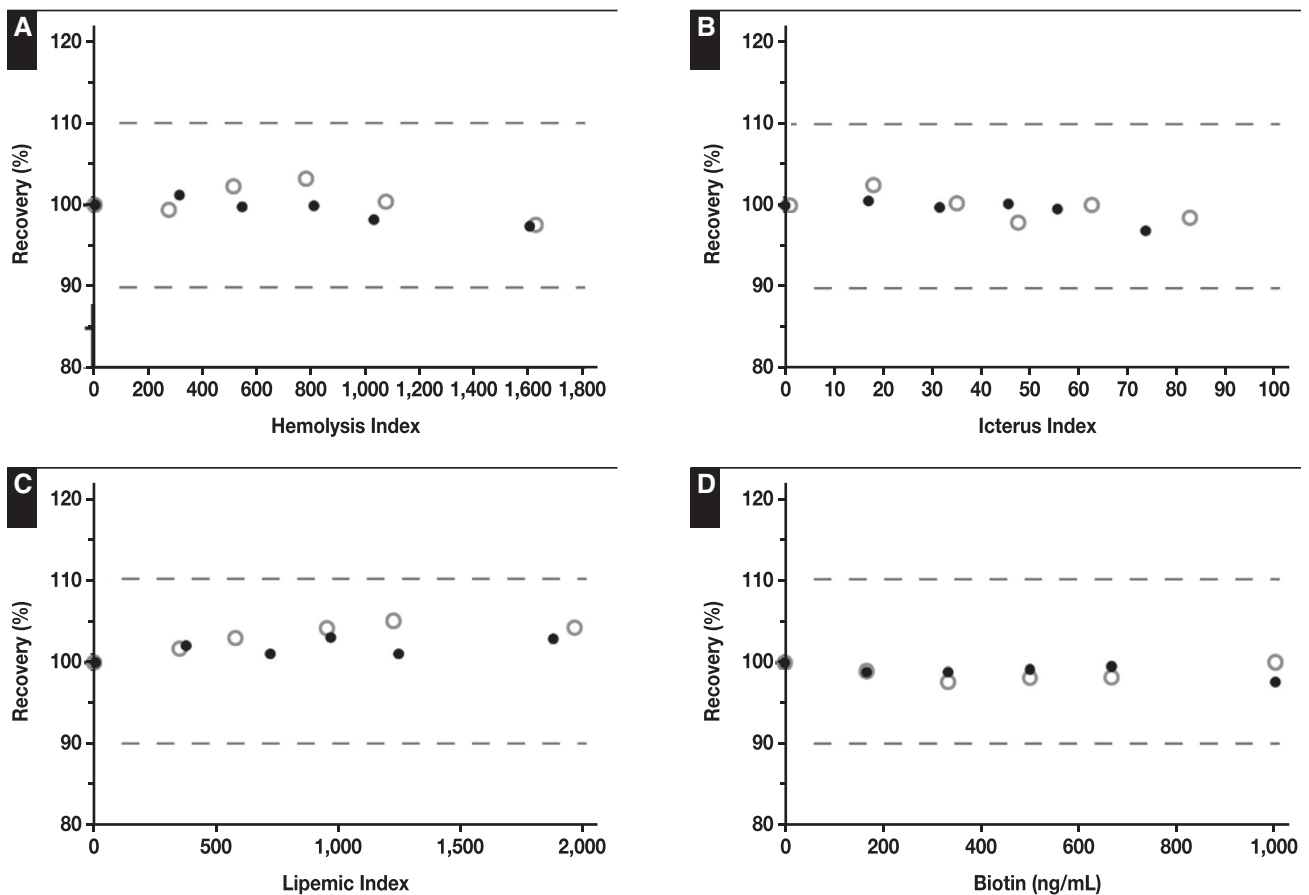 A
120
110
100
90
80
Recovery (%)
0 200 400 600 800 1,000 1,200 1,400 1,600 1,800
Hemolysis Index
B
120
110
100
90
80
Recovery (%)
0 10 20 30 40 50 60 70 80 90 100
Icterus Index
C
120
110
100
90
80
Recovery (%)
0 500 1,000 1,500 2,000
Lipemic Index
D
120
110
100
90
80
Recovery (%)
0 200 400 600 800 1,000
Biotin (ng/mL)